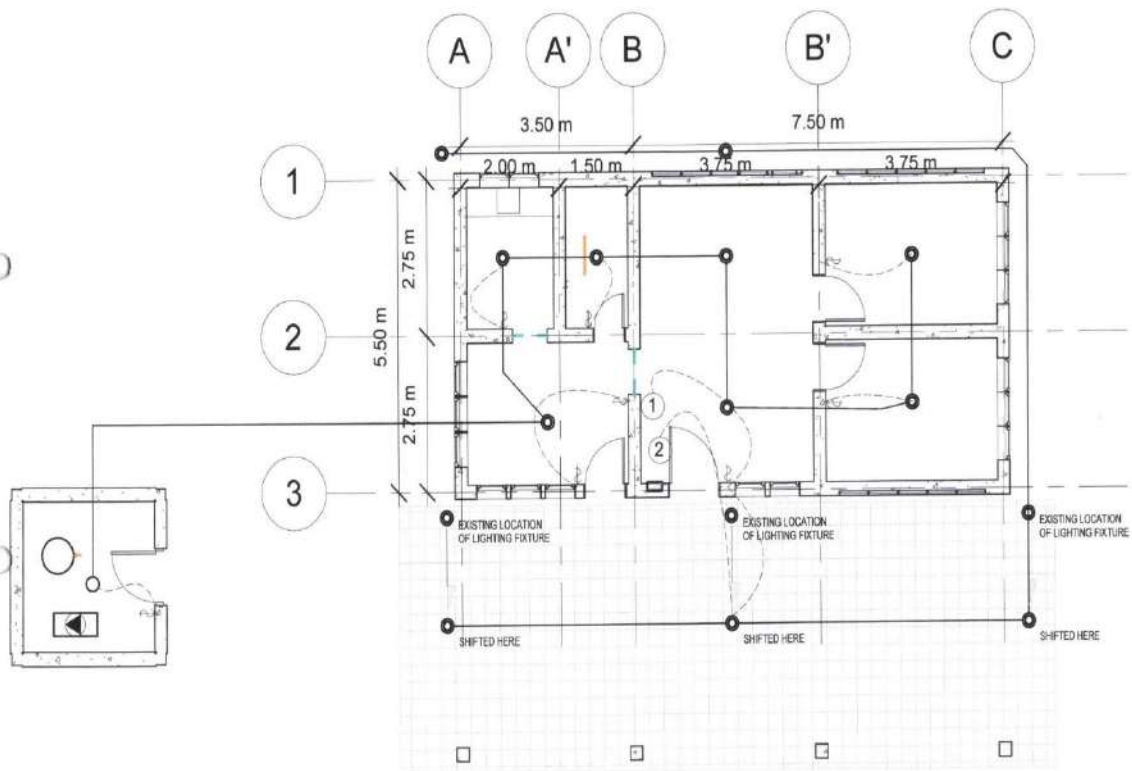 A
A'
B
B'
C
3.50 m
7.50 m
2.00 m
1.50 m
3.75 m
3.75 m
1
2
3
5.50 m
2.75 m
2.75 m
1
2
EXISTING LOCATION
OF LIGHTING FIXTURE
EXISTING LOCATION
OF LIGHTING FIXTURE
EXISTING LOCATION
OF LIGHTING FIXTURE
SHIFTED HERE
SHIFTED HERE
SHIFTED HERE